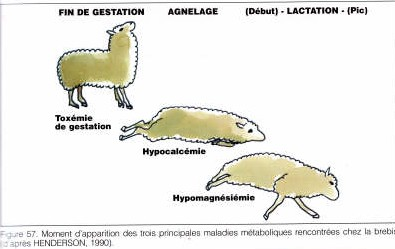 FIN DE GESTATION AGNELAGE (Début) - LACTATION - (Pic)
Toxémie
de gestation
Hypocalcémie
Hypomagnésiémie
Figure 57. Moment d'apparition des trois principales maladies métaboliques rencontrées chez la brebis
(d'après HENDERSON, 1990).